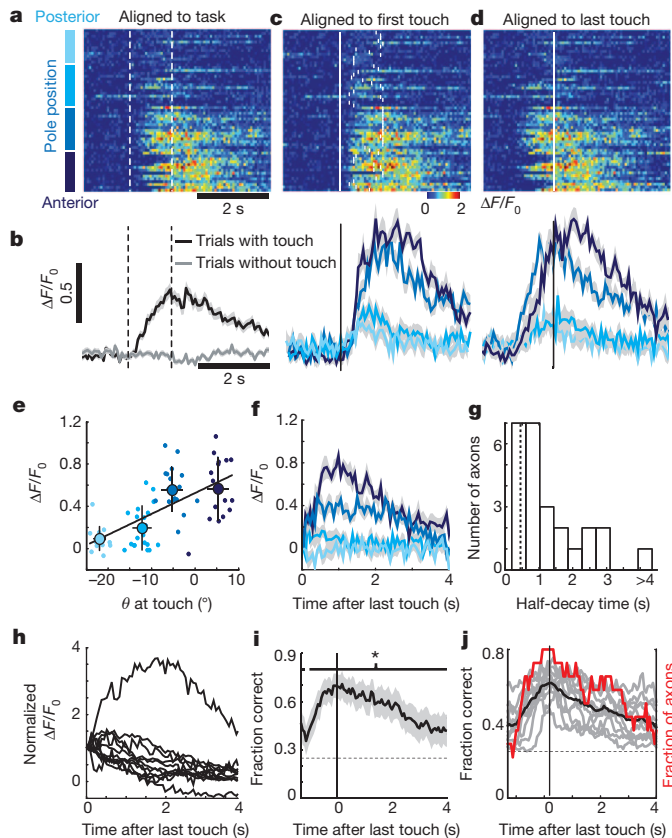 a Aligned to task
c Aligned to first touch
d Aligned to last touch
Posterior
Pole position
Anterior
2 s
0 2
ΔF/F0
b
Trials with touch
Trials without touch
ΔF/F0
0.5
2 s
e
ΔF/F0
1.2
0.8
0.4
0
−20 −10 0 10
θ at touch (°)
f
ΔF/F0
1.2
0.8
0.4
0
0 2 4
Time after last touch (s)
g
Number of axons
6
4
2
0
0 1 2 3 >4
Half-decay time (s)
h
Normalized
ΔF/F0
4
2
0
0 2 4
Time after last touch (s)
i
*
Fraction correct
0.9
0.6
0.3
0
0 4
Time after last touch (s)
j
Fraction correct
0.8
0.4
0
0 4
Fraction of axons